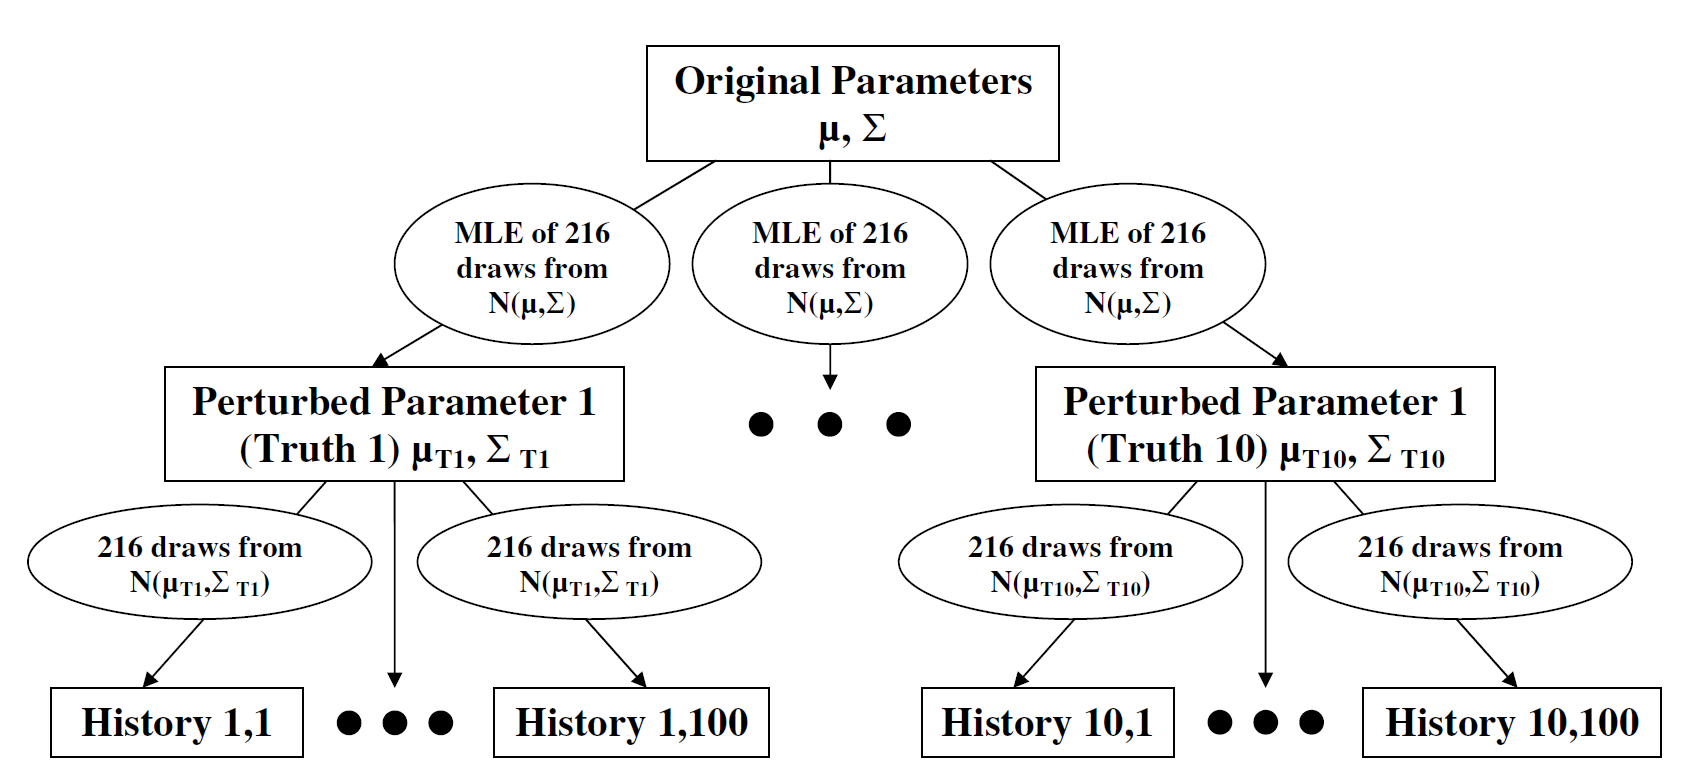 Original Parameters
μ, Σ
MLE of 216
draws from
N(μ,Σ)
MLE of 216
draws from
N(μ,Σ)
MLE of 216
draws from
N(μ,Σ)
Perturbed Parameter 1
(Truth 1) μT1, Σ T1
Perturbed Parameter 1
(Truth 10) μT10, Σ T10
216 draws from
N(μT1,Σ T1)
216 draws from
N(μT1,Σ T1)
216 draws from
N(μT10,Σ T10)
216 draws from
N(μT10,Σ T10)
History 1,1
History 1,100
History 10,1
History 10,100